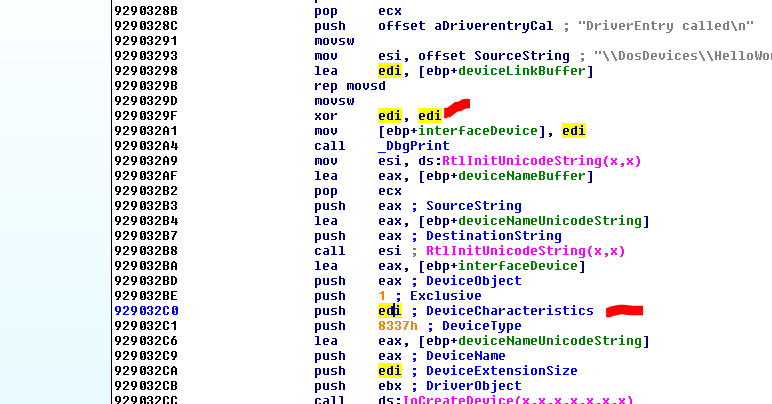 9290328B pop ecx
9290328C push offset aDriverentryCal ; "DriverEntry called\n"
92903291 movsw
92903293 mov esi, offset SourceString ; "\\DosDevices\\HelloWo
92903298 lea edi, [ebp+deviceLinkBuffer]
9290329B rep movsd
9290329D movsw
9290329F xor edi, edi
929032A1 mov [ebp+interfaceDevice], edi
929032A4 call _DbgPrint
929032A9 mov esi, ds:RtlInitUnicodeString(x,x)
929032AF lea eax, [ebp+deviceNameBuffer]
929032B2 pop ecx
929032B3 push eax ; SourceString
929032B4 lea eax, [ebp+deviceNameUnicodeString]
929032B7 push eax ; DestinationString
929032B8 call esi ; RtlInitUnicodeString(x,x)
929032BA lea eax, [ebp+interfaceDevice]
929032BD push eax ; DeviceObject
929032BE push 1 ; Exclusive
929032C0 push edi ; DeviceCharacteristics
929032C1 push 8337h ; DeviceType
929032C6 lea eax, [ebp+deviceNameUnicodeString]
929032C9 push eax ; DeviceName
929032CA push edi ; DeviceExtensionSize
929032CB push ebx ; DriverObject
929032CC call ds:IoCreateDevice(x,x,x,x,x,x,x)